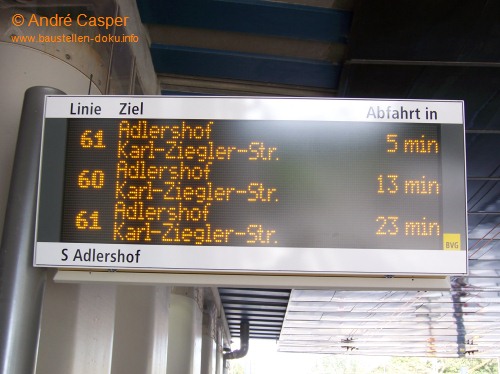 © André Casper
www.baustellen-doku.info
Linie Ziel Abfahrt in
61 Adlershof
Karl-Ziegler-Str. 5 min
60 Adlershof
Karl-Ziegler-Str. 13 min
61 Adlershof
Karl-Ziegler-Str. 23 min
S Adlershof
BVG